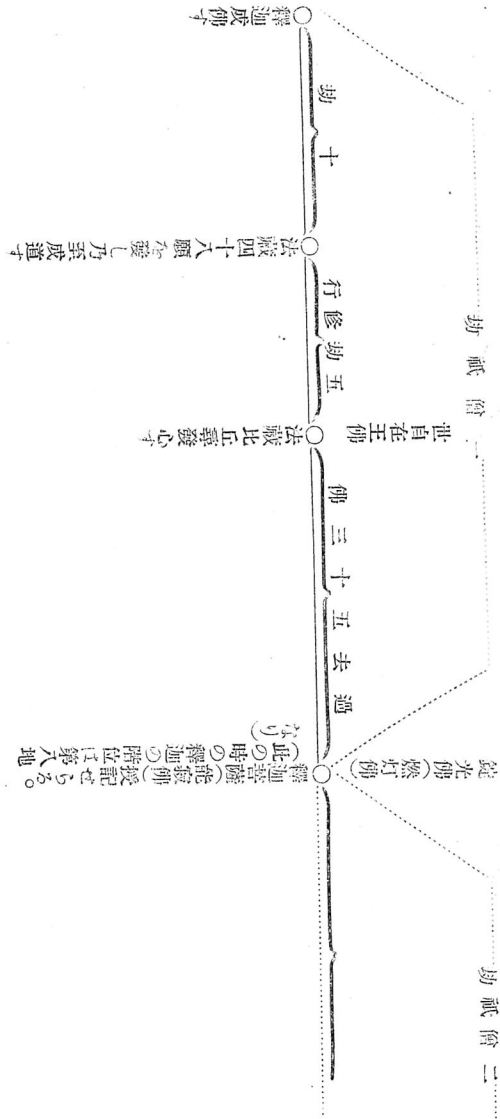 二僧祇劫
錠光佛(燃灯佛)
釋迦菩薩(能寂佛)授記せらる。
(此の時の釋迦の階位は第八地
なり)
過去五十三佛
一僧祇劫
世自在王佛
法藏比丘尋發心す
五劫修行
法藏四十八願を發し乃至成道す
十劫
釋迦成佛す